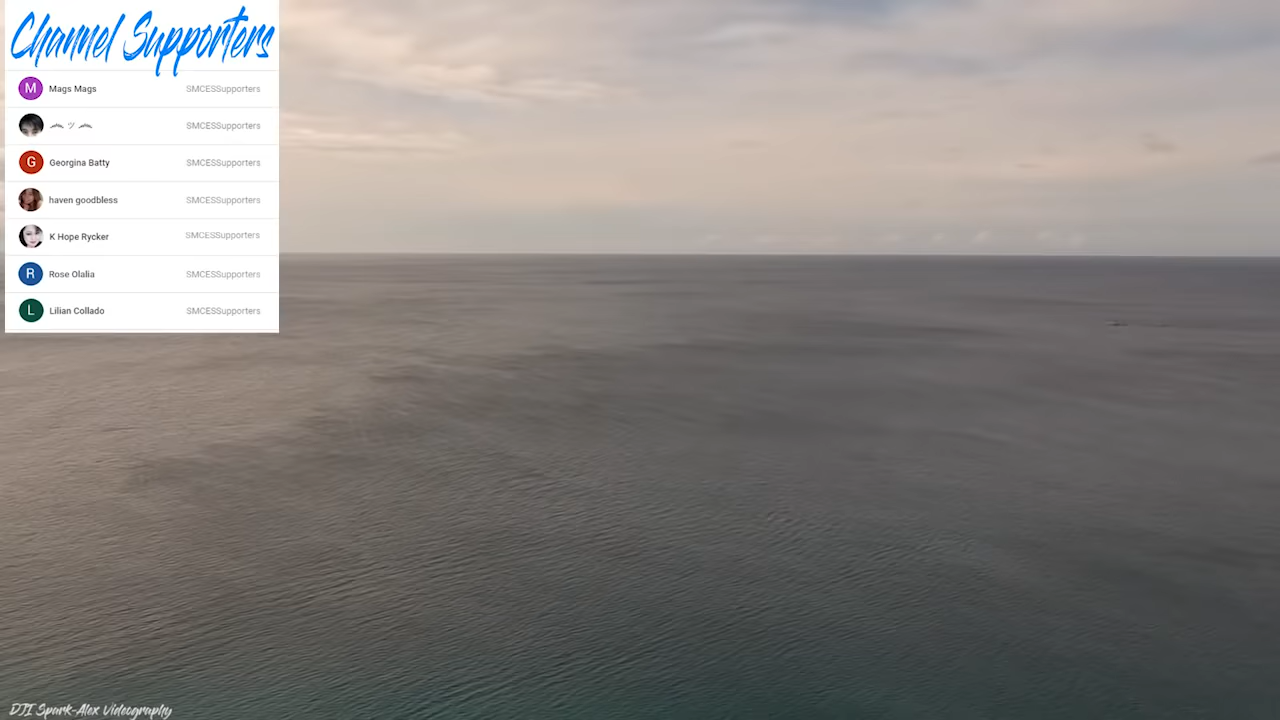 Channel Supporters
Mags Mags SMCESSupporters
ツ SMCESSupporters
Georgina Batty SMCESSupporters
haven goodbless SMCESSupporters
K Hope Rycker SMCESSupporters
Rose Olalia SMCESSupporters
Lilian Collado SMCESSupporters
DJI Spark-Alex Videography